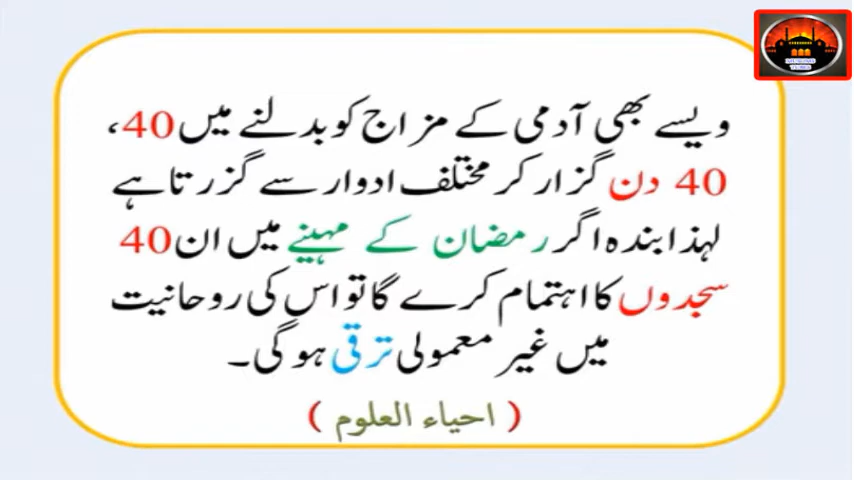 ویسے بھی آدمی کے مزاج کو بدلنے میں 40،
40 دن گزار کر مختلف ادوار سے گزرتا ہے
لہذا بندہ اگر رمضان کے مہینے میں ان 40
سجدوں کا اہتمام کرے گا تو اس کی روحانیت
میں غیر معمولی ترقی ہوگی۔
( احیاء العلوم )